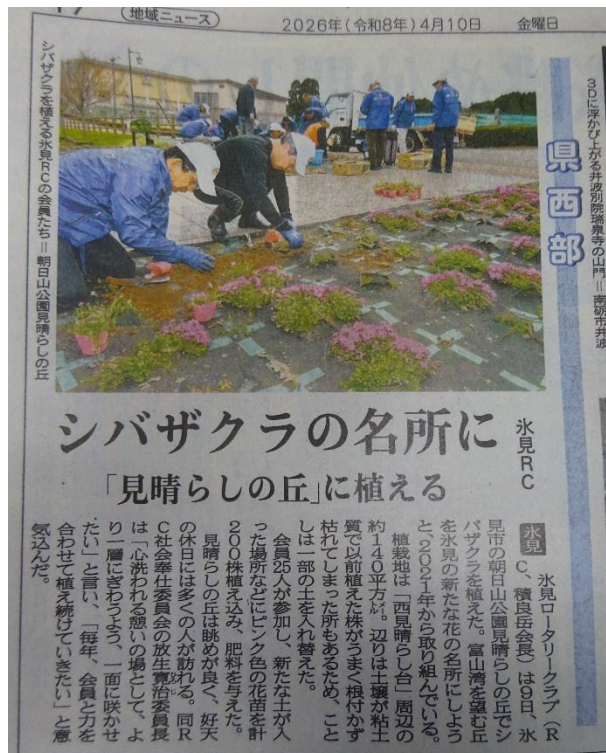 地域ニュース
2026年(令和8年)4月10日 金曜日
3Dに浮かび上がる井波別院瑞泉寺の山門＝南砺市井波
県西部
シバザクラを植える氷見RCの会員たち＝朝日山公園見晴らしの丘
氷見RC
シバザクラの名所に
「見晴らしの丘」に植える
氷見
氷見ロータリークラブ（R
C、積良岳会長）は9日、氷
見市の朝日山公園見晴らしの丘でシ
バザクラを植えた。富山湾を望む丘
を氷見の新たな花の名所にしよう
と、2021年から取り組んでいる。
植栽地は「西見晴らし台」周辺の
約140平方㍍。辺りは土壌が粘土
質で以前植えた株がうまく根付かず
枯れてしまった所もあるため、こと
しは一部の土を入れ替えた。
会員25人が参加し、新たな土が入
った場所などにピンク色の花苗を計
200株植え込み、肥料を与えた。
見晴らしの丘は眺めが良く、好天
の休日には多くの人が訪れる。同R
C社会奉仕委員会の放生寛治委員長
は「心洗われる憩いの場として、よ
り一層にぎわうよう、一面に咲かせ
たい」と言い、「毎年、会員と力を
合わせて植え続けていきたい」と意
気込んだ。